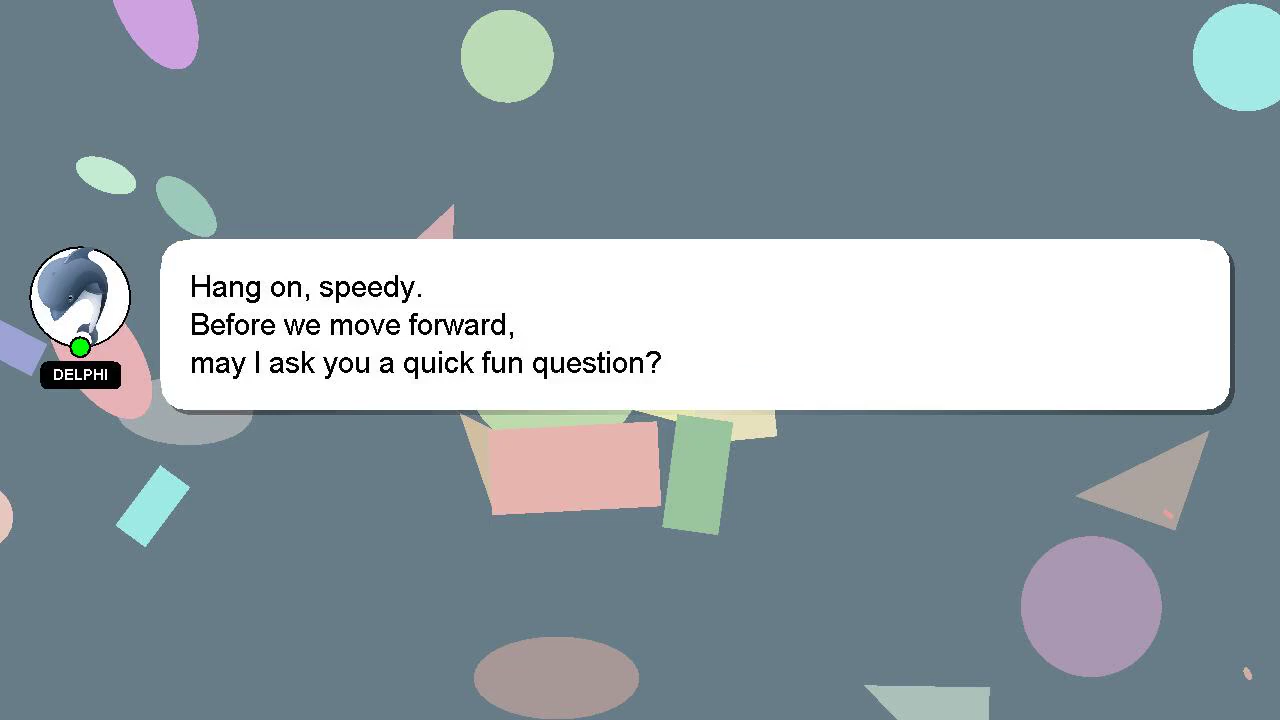 Hang on, speedy.
Before we move forward,
may I ask you a quick fun question?
DELPHI